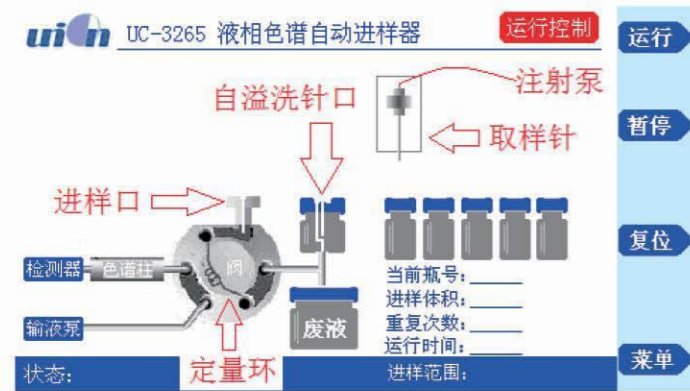 union UC-3265 液相色谱自动进样器 运行控制
运行
注射泵
自溢洗针口
取样针
暂停
进样口
复位
检测器 色谱柱 阀
当前瓶号:
进样体积:
输液泵
废液
重复次数:
运行时间:
菜单
状态:
定量环
进样范围: